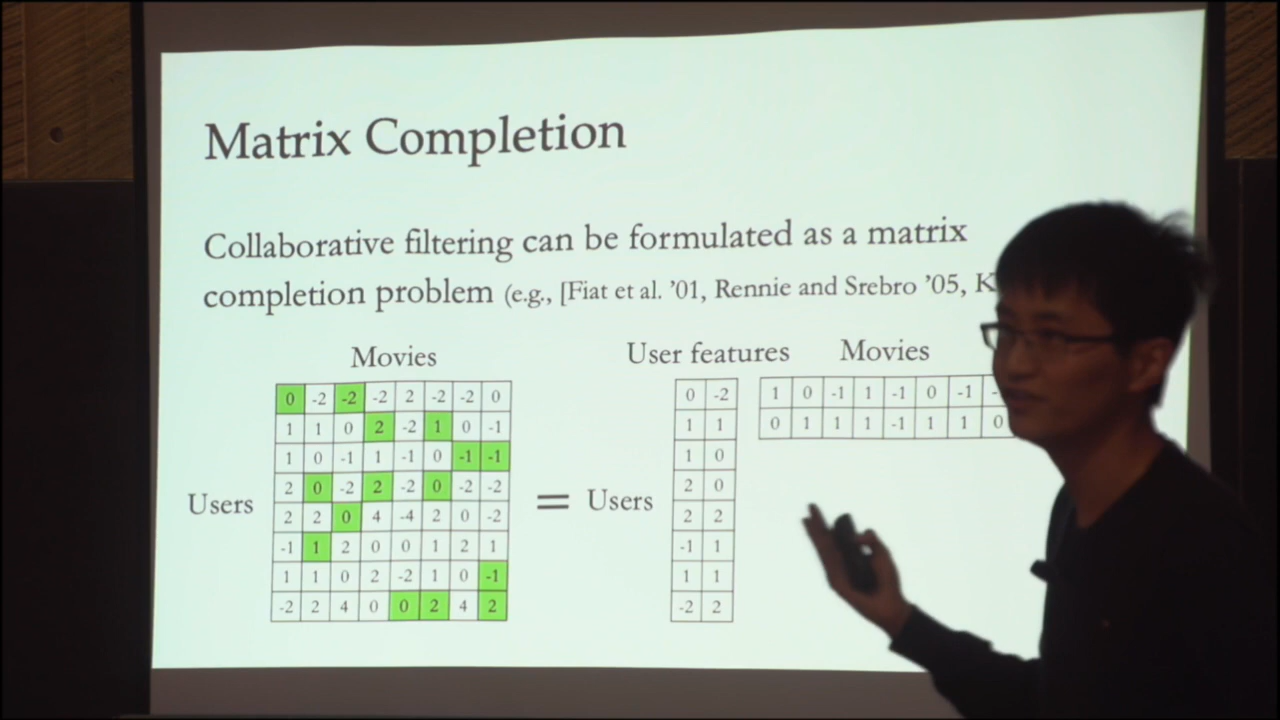 Matrix Completion
Collaborative filtering can be formulated as a matrix
completion problem (e.g., [Fiat et al. '01, Rennie and Srebro '05, K
Movies
User features Movies
Users
= Users
0 -2 -2 -2 2 -2 -2 0
1 1 0 2 -2 1 0 -1
1 0 -1 1 -1 0 -1 -1
2 0 -2 2 -2 0 -2 -2
2 2 0 4 -4 2 0 -2
-1 1 2 0 0 1 2 1
1 1 0 2 -2 1 0 -1
-2 2 4 0 0 2 4 2
0 -2
1 1
1 0
2 0
2 2
-1 1
1 1
-2 2
1 0 -1 1 -1 0 -1
0 1 1 1 -1 1 1 0